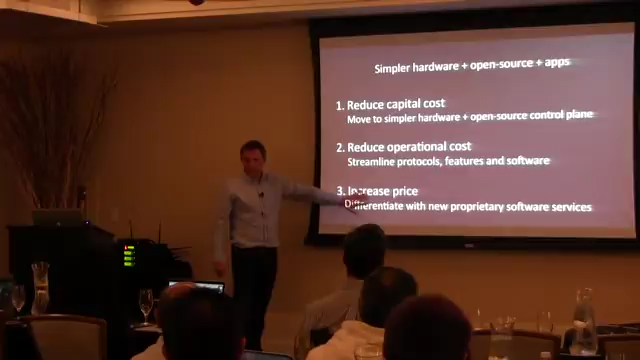 Simpler hardware + open-source + apps
1. Reduce capital cost
Move to simpler hardware + open-source control plane
2. Reduce operational cost
Streamline protocols, features and software
3. Increase price
Differentiate with new proprietary software services